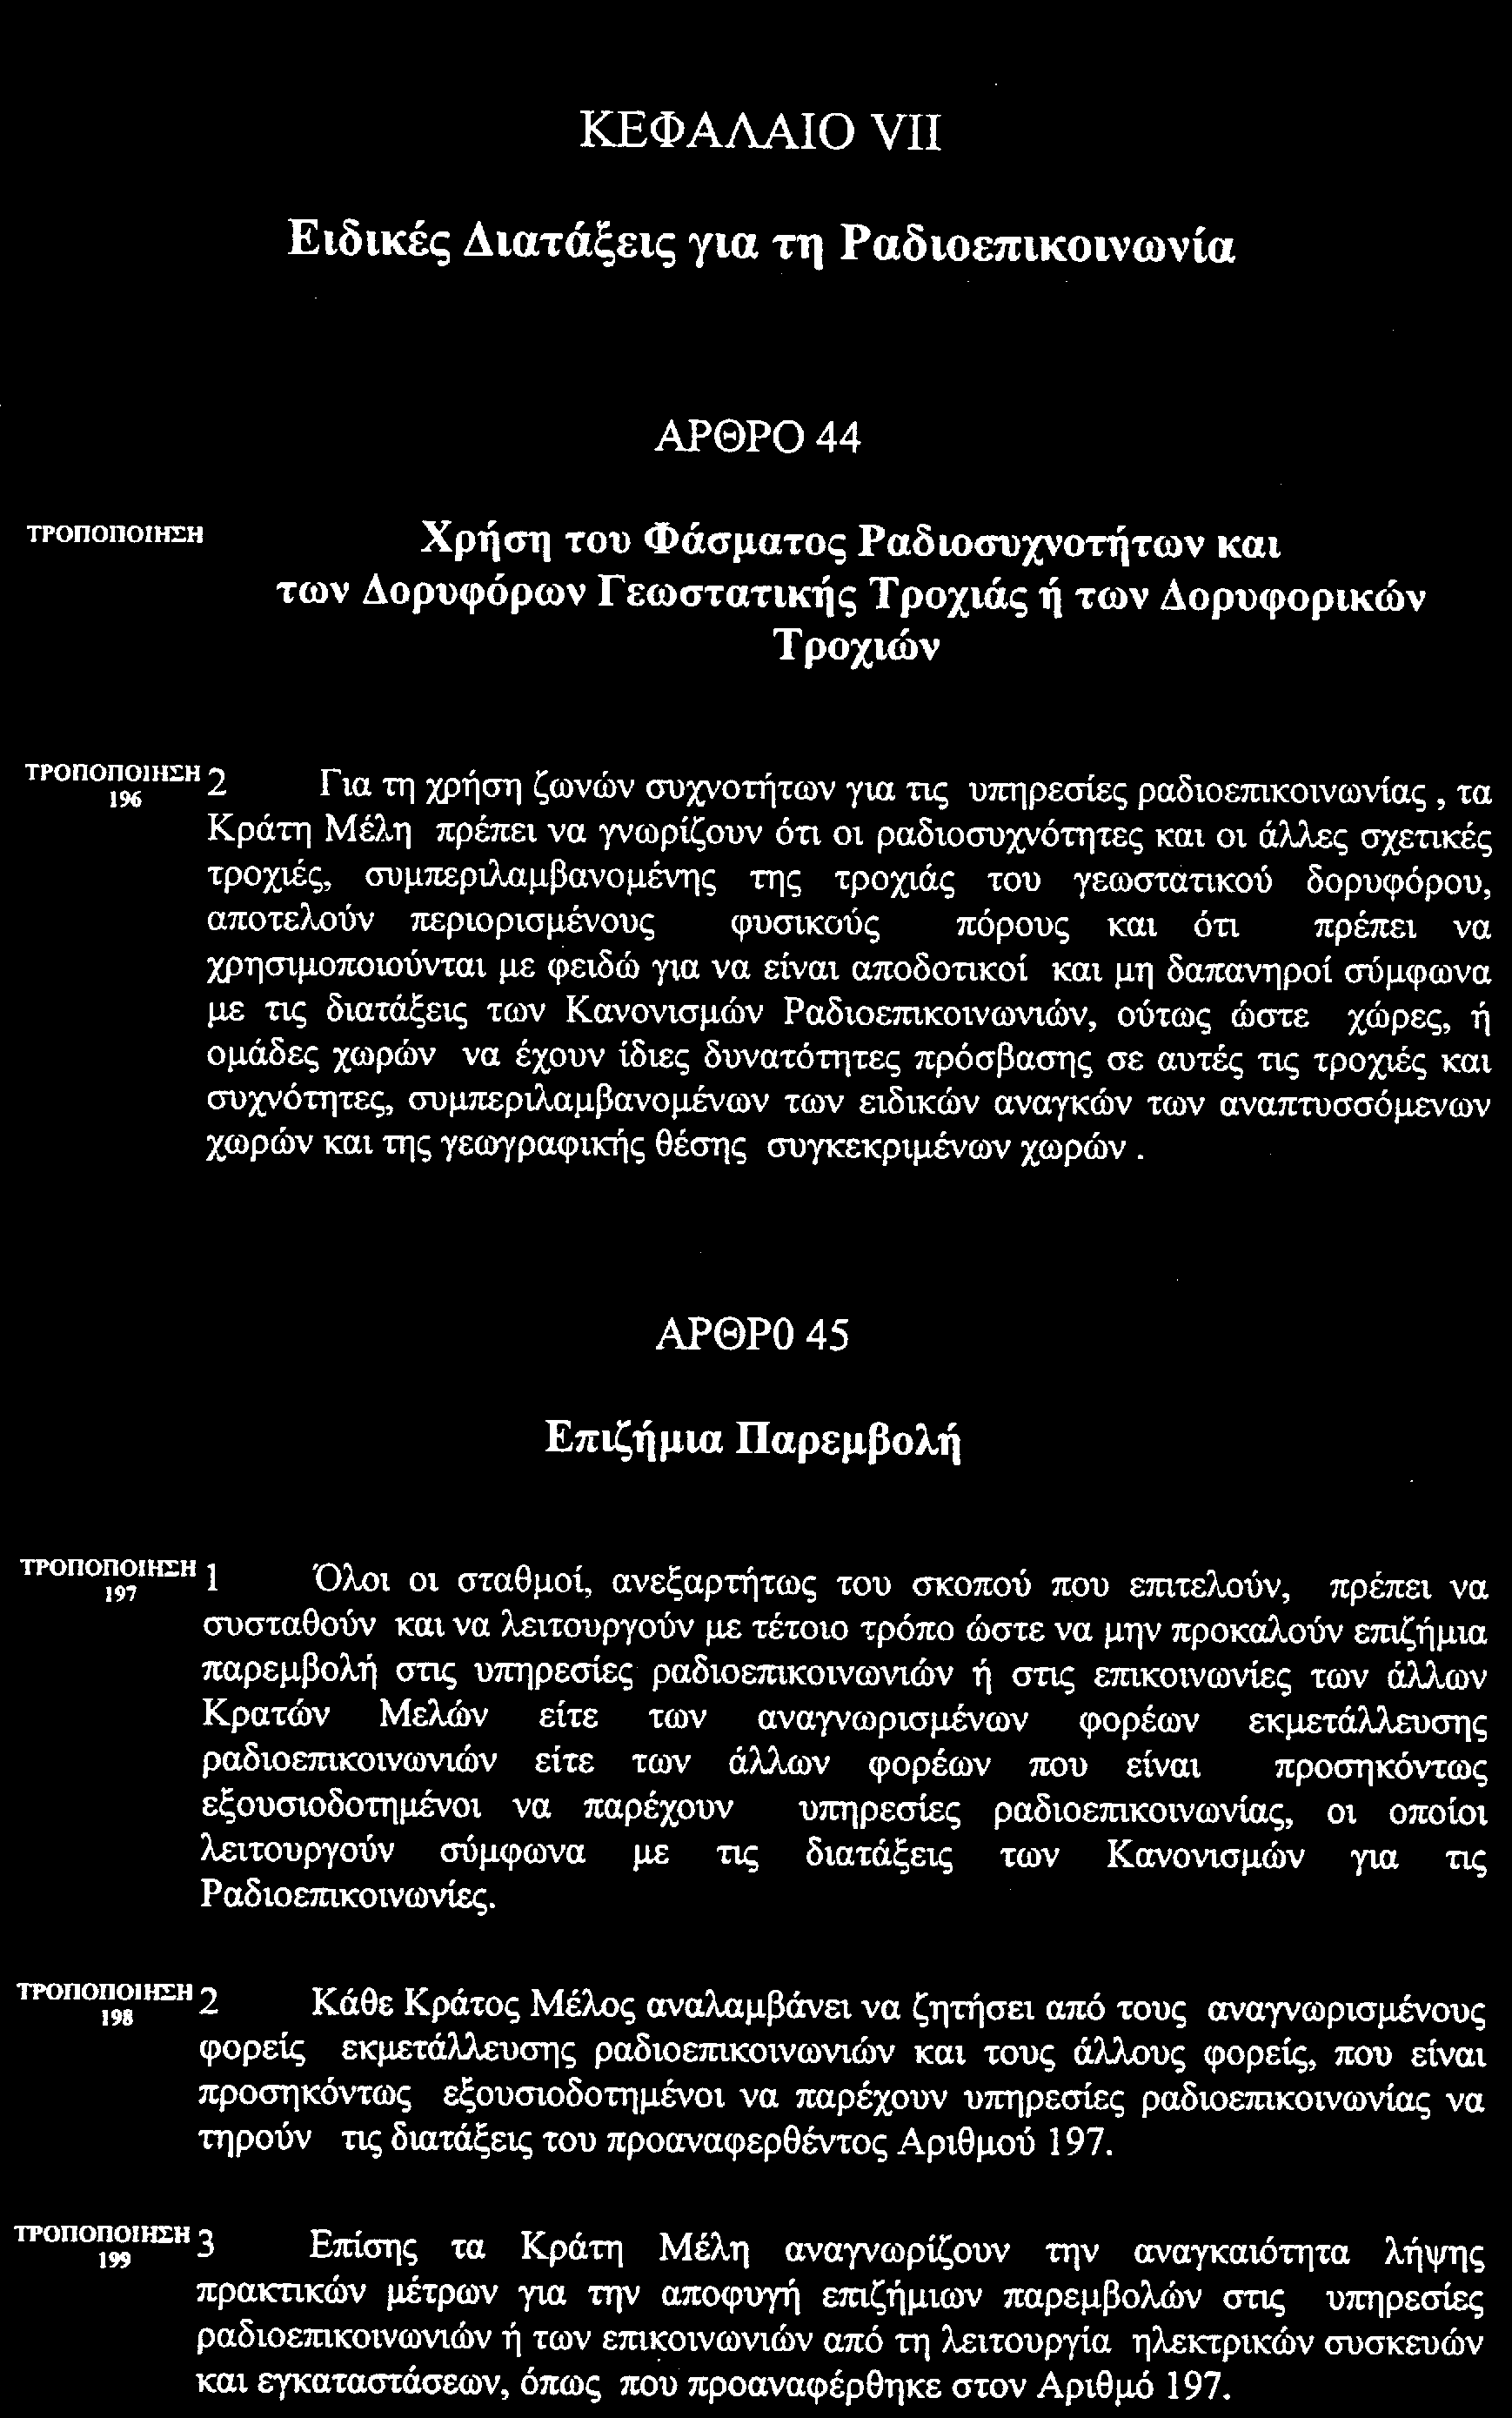 ΚΕΦΑΛΑΙΟ VII
Ειδικές Διατάξεις για τη Ραδιοεπικοινωνία
ΑΡΘΡΟ 44
ΤΡΟΠΟΠΟΙΗΣΗ Χρήση του Φάσματος Ραδιοσυχνοτήτων και
των Δορυφόρων Γεωστατικής Τροχιάς ή των Δορυφορικών
Τροχιών
ΤΡΟΠΟΠΟΙΗΣΗ 2 Για τη χρήση ζωνών συχνοτήτων για τις υπηρεσίες ραδιοεπικοινωνίας , τα
196
Κράτη Μέλη πρέπει να γνωρίζουν ότι οι ραδιοσυχνότητες και οι άλλες σχετικές
τροχιές, συμπεριλαμβανομένης της τροχιάς του γεωστατικού δορυφόρου,
αποτελούν περιορισμένους φυσικούς πόρους και ότι πρέπει να
χρησιμοποιούνται με φειδώ για να είναι αποδοτικοί και μη δαπανηροί σύμφωνα
με τις διατάξεις των Κανονισμών Ραδιοεπικοινωνιών, ούτως ώστε χώρες, ή
ομάδες χωρών να έχουν ίδιες δυνατότητες πρόσβασης σε αυτές τις τροχιές και
συχνότητες, συμπεριλαμβανομένων των ειδικών αναγκών των αναπτυσσόμενων
χωρών και της γεωγραφικής θέσης συγκεκριμένων χωρών .
ΑΡΘΡΟ 45
Επιζήμια Παρεμβολή
ΤΡΟΠΟΠΟΙΗΣΗ 1 Όλοι οι σταθμοί, ανεξαρτήτως του σκοπού που επιτελούν, πρέπει να
197
συσταθούν και να λειτουργούν με τέτοιο τρόπο ώστε να μην προκαλούν επιζήμια
παρεμβολή στις υπηρεσίες ραδιοεπικοινωνιών ή στις επικοινωνίες των άλλων
Κρατών Μελών είτε των αναγνωρισμένων φορέων εκμετάλλευσης
ραδιοεπικοινωνιών είτε των άλλων φορέων που είναι προσηκόντως
εξουσιοδοτημένοι να παρέχουν υπηρεσίες ραδιοεπικοινωνίας, οι οποίοι
λειτουργούν σύμφωνα με τις διατάξεις των Κανονισμών για τις
Ραδιοεπικοινωνίες.
ΤΡΟΠΟΠΟΙΗΣΗ 2 Κάθε Κράτος Μέλος αναλαμβάνει να ζητήσει από τους αναγνωρισμένους
198
φορείς εκμετάλλευσης ραδιοεπικοινωνιών και τους άλλους φορείς, που είναι
προσηκόντως εξουσιοδοτημένοι να παρέχουν υπηρεσίες ραδιοεπικοινωνίας να
τηρούν τις διατάξεις του προαναφερθέντος Αριθμού 197.
ΤΡΟΠΟΠΟΙΗΣΗ 3 Επίσης τα Κράτη Μέλη αναγνωρίζουν την αναγκαιότητα λήψης
199
πρακτικών μέτρων για την αποφυγή επιζήμιων παρεμβολών στις υπηρεσίες
ραδιοεπικοινωνιών ή των επικοινωνιών από τη λειτουργία ηλεκτρικών συσκευών
και εγκαταστάσεων, όπως που προαναφέρθηκε στον Αριθμό 197.